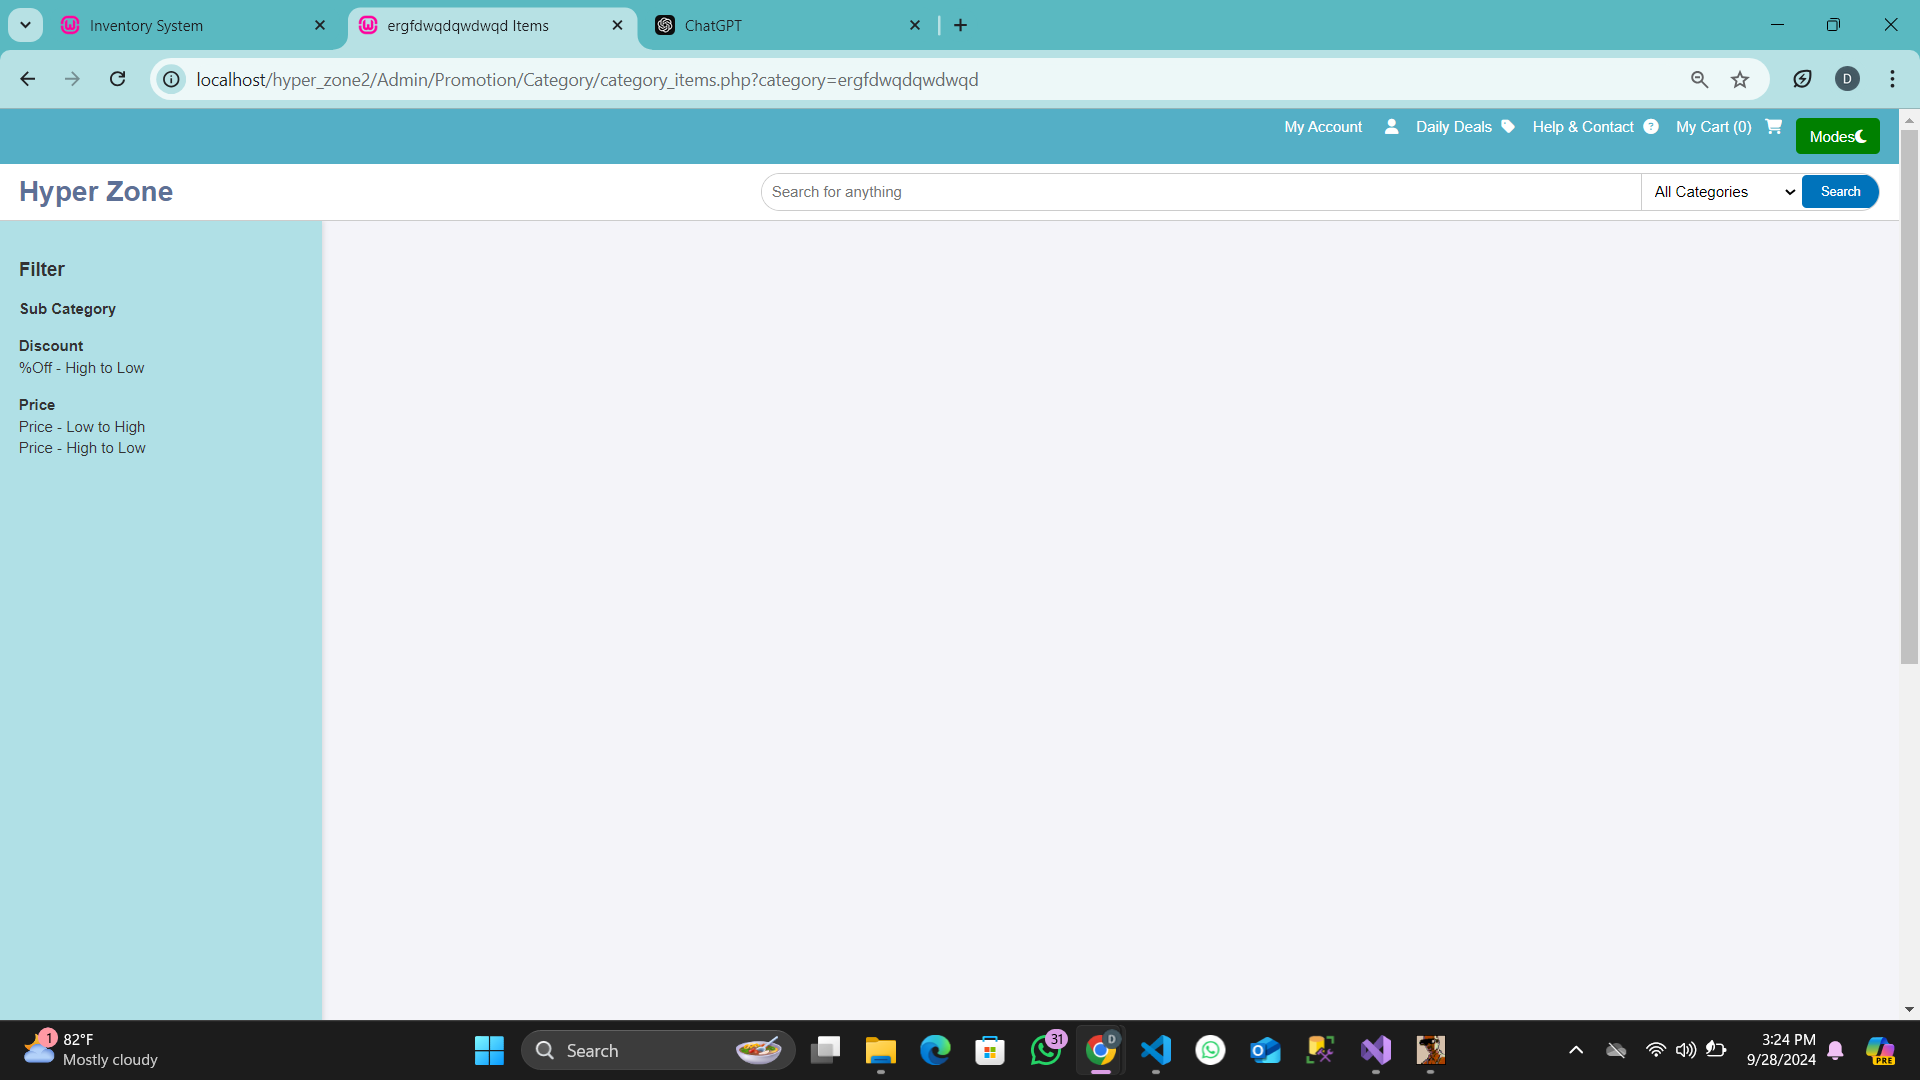 Inventory System
ergfdwqdqwdwqd Items
ChatGPT
localhost/hyper_zone2/Admin/Promotion/Category/category_items.php?category=ergfdwqdqwdwqd
D
My Account Daily Deals Help & Contact ? My Cart (0) Modes
Hyper Zone
Search for anything
All Categories
Search
Filter
Sub Category
Discount
%Off - High to Low
Price
Price - Low to High
Price - High to Low
1
82°F
Mostly cloudy
Search
31
D
3:24 PM
9/28/2024
PRE